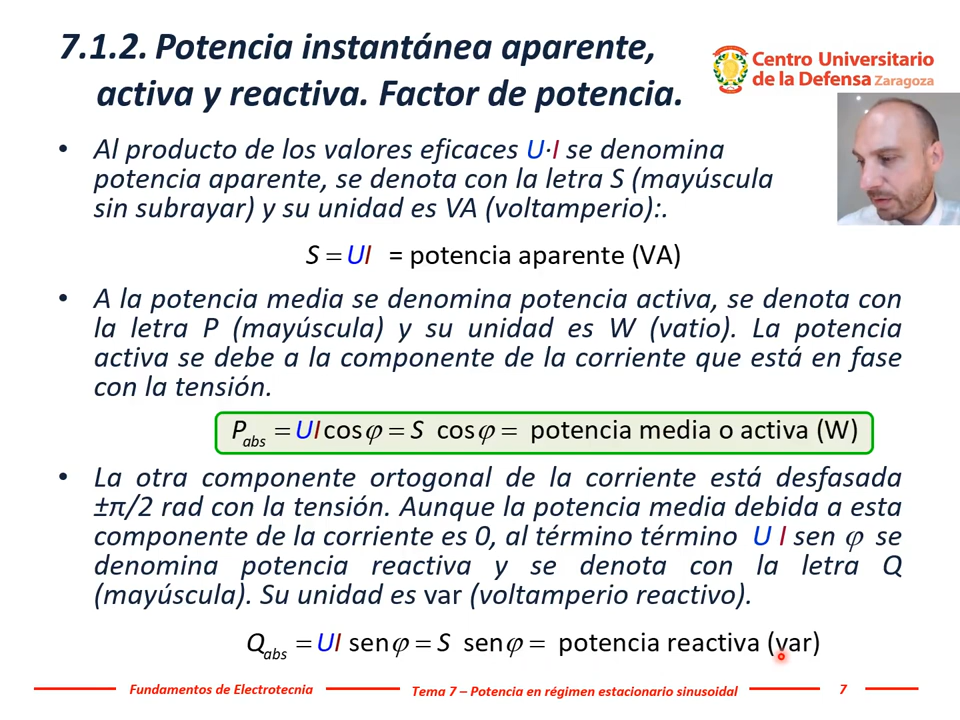 7.1.2. Potencia instantánea aparente,
activa y reactiva. Factor de potencia.
Centro Universitario
de la Defensa Zaragoza
• Al producto de los valores eficaces U·I se denomina
potencia aparente, se denota con la letra S (mayúscula
sin subrayar) y su unidad es VA (voltamperio):.
S = UI = potencia aparente (VA)
• A la potencia media se denomina potencia activa, se denota con
la letra P (mayúscula) y su unidad es W (vatio). La potencia
activa se debe a la componente de la corriente que está en fase
con la tensión.
P_abs = UI cosφ = S cosφ = potencia media o activa (W)
• La otra componente ortogonal de la corriente está desfasada
±π/2 rad con la tensión. Aunque la potencia media debida a esta
componente de la corriente es 0, al término término U I sen φ se
denomina potencia reactiva y se denota con la letra Q
(mayúscula). Su unidad es var (voltamperio reactivo).
Q_abs = UI senφ = S senφ = potencia reactiva (var)
Fundamentos de Electrotecnia
Tema 7 – Potencia en régimen estacionario sinusoidal
7